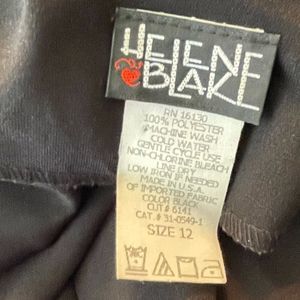 HELENE
BLAKE
RN 16130
100% POLYESTER
MACHINE WASH
COLD WATER
GENTLE CYCLE USE
NON-CHLORINE BLEACH
LINE DRY
LOW IRON IF NEEDED
MADE IN U.S.A.
OF IMPORTED FABRIC
COLOR BLACK
CUT # 6141
CAT. # 31-0549-1
SIZE 12